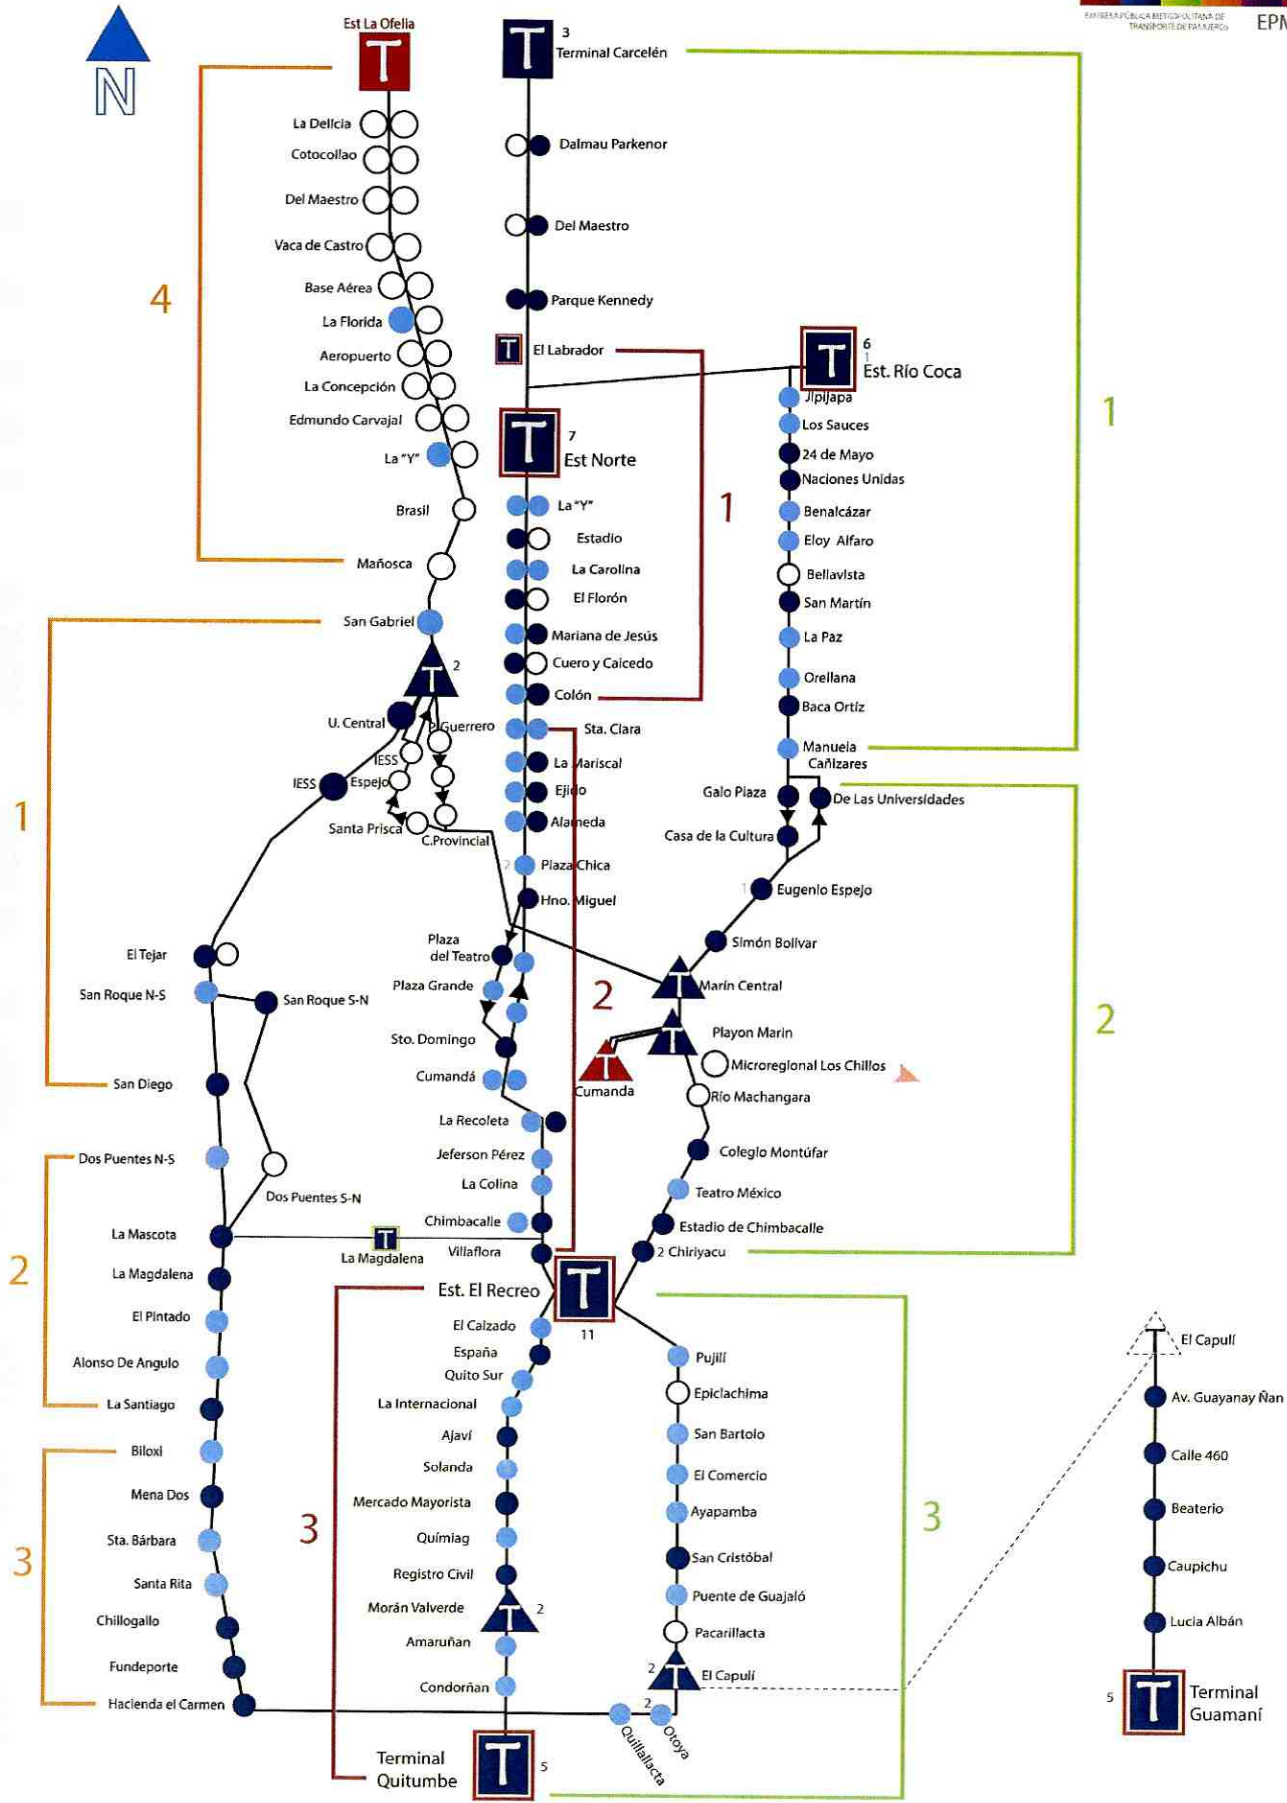 EMPRESA PÚBLICA METROPOLITANA DE
TRANSPORTE DE PASAJEROS
EPM
N
Est La Ofelia
T
3
T
Terminal Carcelén
La Delicia
Cotocollao
Del Maestro
Vaca de Castro
Base Aérea
La Florida
Aeropuerto
La Concepción
Edmundo Carvajal
La "Y"
Brasil
Mañosca
4
Dalmau Parkenor
Del Maestro
Parque Kennedy
T
El Labrador
T
7
Est Norte
La "Y"
Estadio
La Carolina
El Florón
Mariana de Jesús
Cuero y Caicedo
Colón
1
T
6
1
Est. Río Coca
Jipijapa
Los Sauces
24 de Mayo
Naciones Unidas
Benalcázar
Eloy Alfaro
Bellavista
San Martín
La Paz
Orellana
Baca Ortíz
Manuela
Cañizares
1
San Gabriel
T
2
U. Central
P. Guerrero
IESS
IESS
Espejo
Santa Prisca
C.Provincial
El Tejar
San Roque N-S
San Roque S-N
San Diego
1
Sta. Clara
La Mariscal
Ejido
Alameda
2
Plaza Chica
Hno. Miguel
Plaza
del Teatro
Plaza Grande
Sto. Domingo
Cumandá
La Recoleta
Jeferson Pérez
La Colina
Chimbacalle
Villaflora
2
Galo Plaza
De Las Universidades
Casa de la Cultura
1
Eugenio Espejo
Simón Bolivar
T
Marín Central
T
Playon Marin
T
Cumanda
Microregional Los Chillos
Río Machangara
Colegio Montúfar
Teatro México
Estadio de Chimbacalle
2 Chiriyacu
2
Dos Puentes N-S
Dos Puentes S-N
La Mascota
T
La Magdalena
La Magdalena
El Pintado
Alonso De Angulo
La Santiago
2
Biloxi
Mena Dos
Sta. Bárbara
Santa Rita
Chillogallo
Fundeporte
Hacienda el Carmen
3
Est. El Recreo
T
11
El Calzado
España
Quito Sur
La Internacional
Ajaví
Solanda
Mercado Mayorista
Químiag
Registro Civil
Morán Valverde
T
2
Amaruñan
Condorñan
3
Terminal
Quitumbe
T
5
Pujilí
Epiclachima
San Bartolo
El Comercio
Ayapamba
San Cristóbal
Puente de Guajaló
Pacarillacta
2
T
El Capulí
2
Otoya
Quillallacta
3
El Capulí
Av. Guayanay Ñan
Calle 460
Beaterio
Caupichu
Lucia Albán
5
T
Terminal
Guamaní